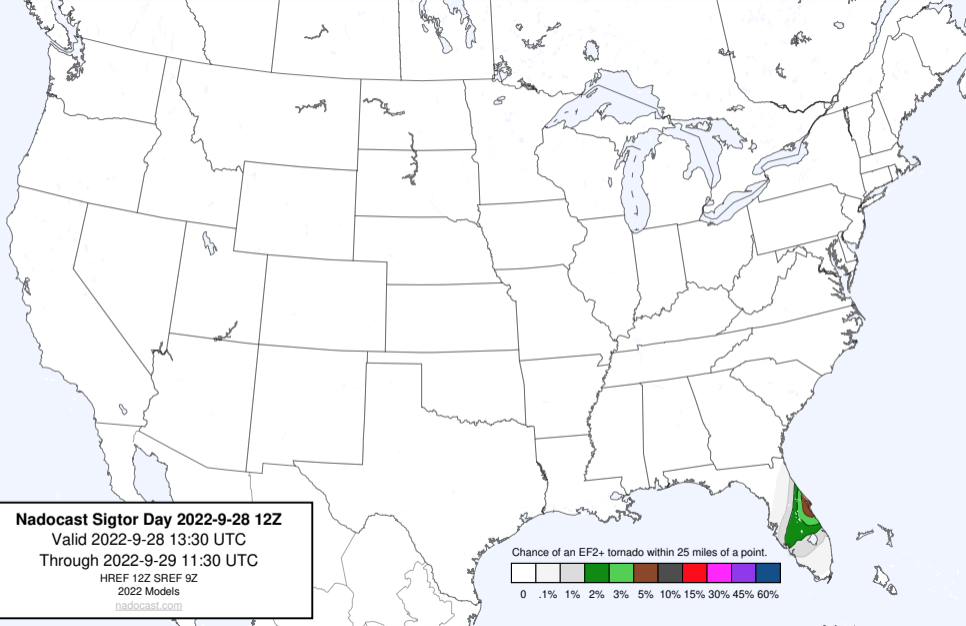 Nadocast Sigtor Day 2022-9-28 12Z
Valid 2022-9-28 13:30 UTC
Through 2022-9-29 11:30 UTC
HREF 12Z SREF 9Z
2022 Models
nadocast.com
Chance of an EF2+ tornado within 25 miles of a point.
0 .1% 1% 2% 3% 5% 10% 15% 30% 45% 60%